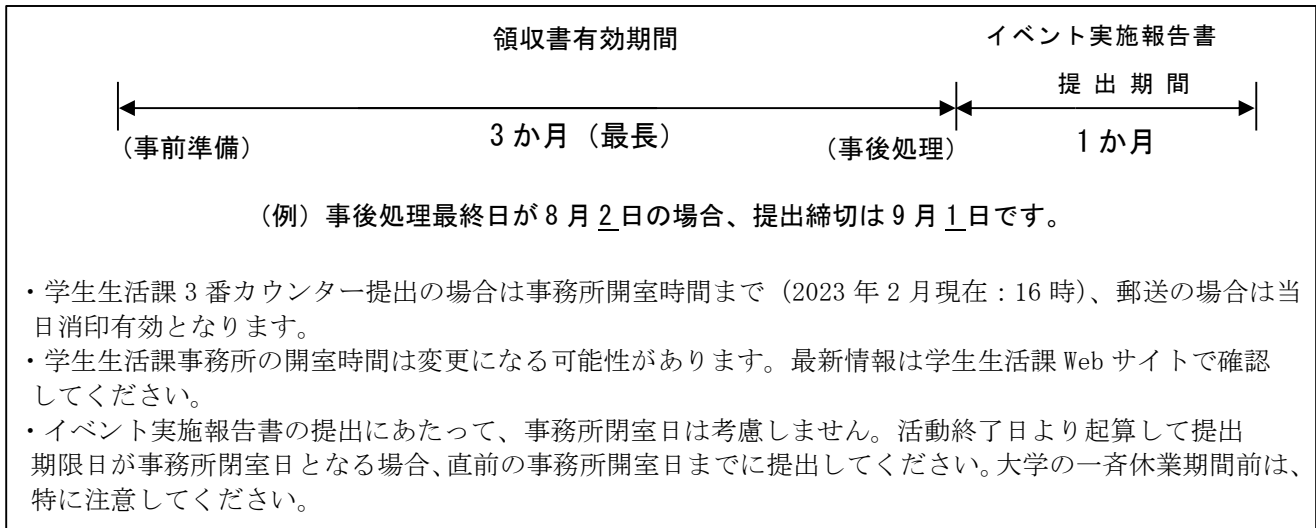 領収書有効期間
イベント実施報告書
提出期間
（事前準備）
3か月（最長）
（事後処理）
1か月
（例）事後処理最終日が8月2日の場合、提出締切は9月1日です。
・学生生活課3番カウンター提出の場合は事務所開室時間まで（2023年2月現在：16時）、郵送の場合は当
日消印有効となります。
・学生生活課事務所の開室時間は変更になる可能性があります。最新情報は学生生活課Webサイトで確認
してください。
・イベント実施報告書の提出にあたって、事務所閉室日は考慮しません。活動終了日より起算して提出
期限日が事務所閉室日となる場合、直前の事務所開室日までに提出してください。大学の一斉休業期間前は、
特に注意してください。